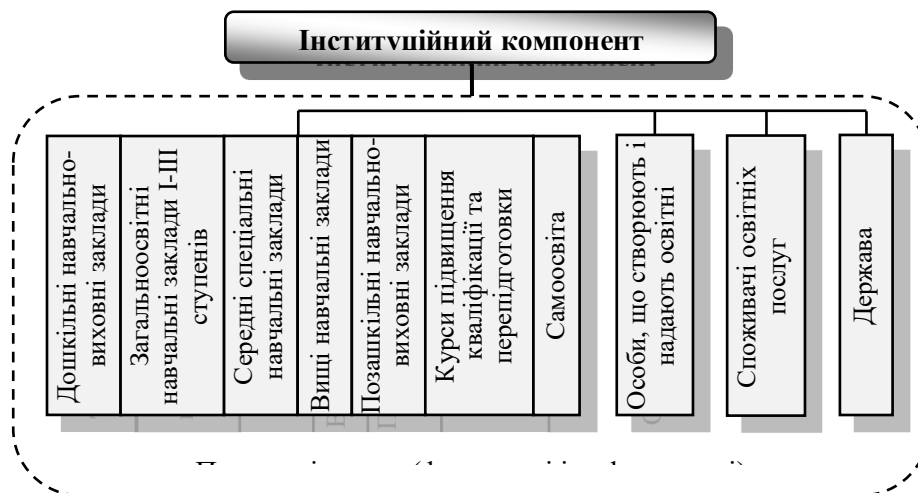 Інституційний компонент
Дошкільні навчально-
виховні заклади
Загальноосвітні
навчальні заклади І-ІІІ
ступенів
Середні спеціальні
навчальні заклади
Вищі навчальні заклади
Позашкільні навчально-
виховні заклади
Курси підвищення
кваліфікації та
перепідготовки
Самоосвіта
Особи, що створюють і
надають освітні
Споживачі освітніх
послуг
Держава